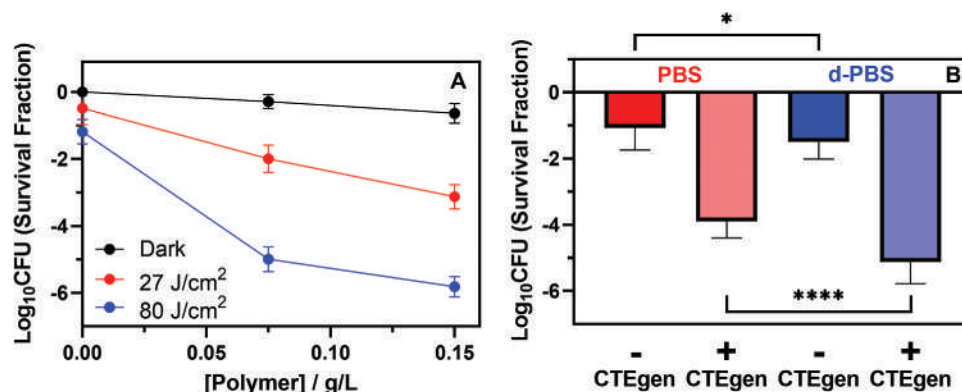 A
Log10CFU (Survival Fraction)
0
-2
-4
-6
Dark
27 J/cm2
80 J/cm2
0.00 0.05 0.10 0.15
[Polymer] / g/L
*
PBS d-PBS B
Log10CFU (Survival Fraction)
0
-2
-4
-6
****
- + - +
CTEgen CTEgen CTEgen CTEgen